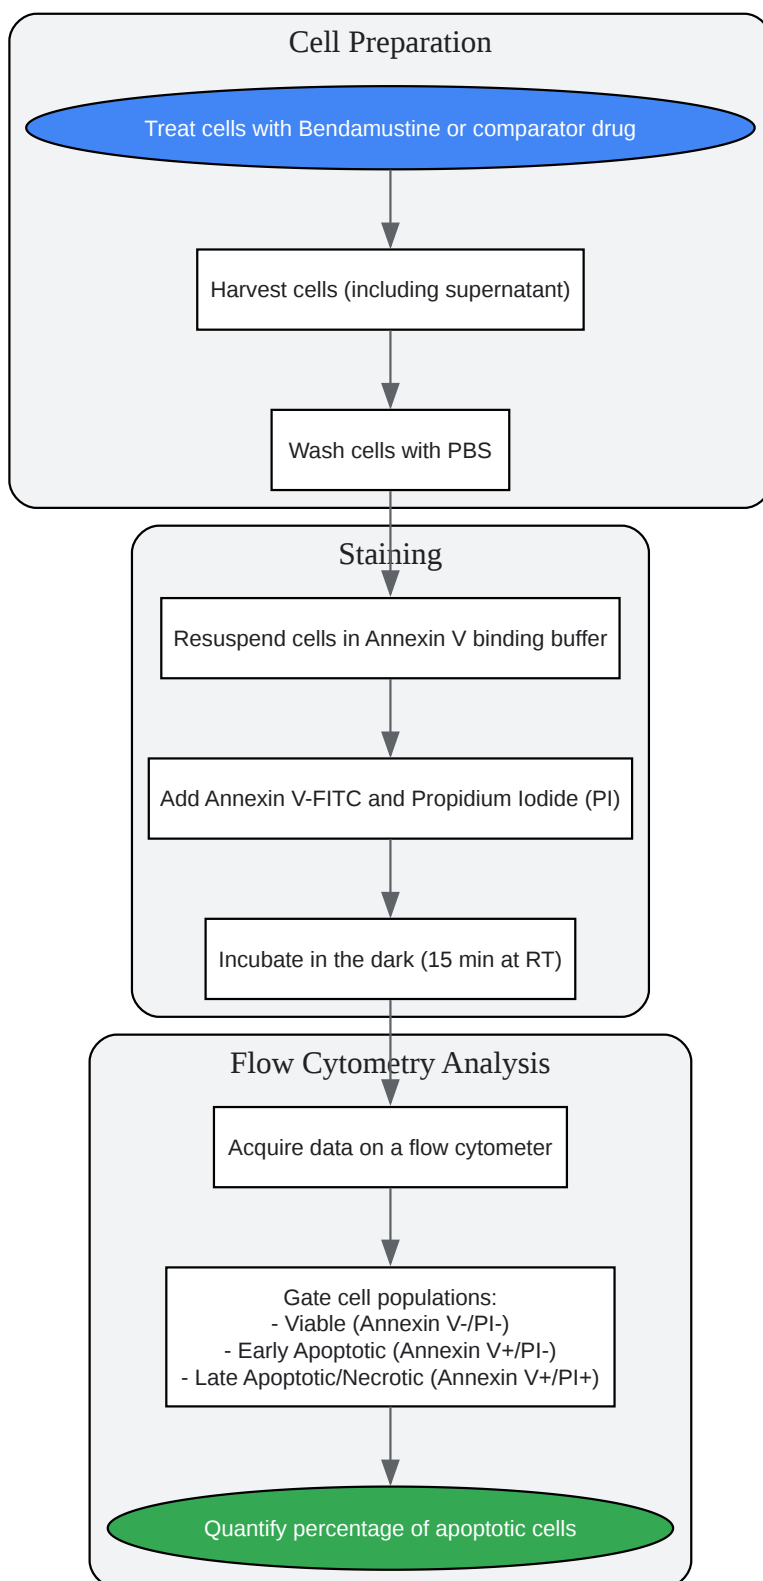 Cell Preparation
Treat cells with Bendamustine or comparator drug
Harvest cells (including supernatant)
Wash cells with PBS
Staining
Resuspend cells in Annexin V binding buffer
Add Annexin V-FITC and Propidium Iodide (PI)
Incubate in the dark (15 min at RT)
Flow Cytometry Analysis
Acquire data on a flow cytometer
Gate cell populations:
- Viable (Annexin V-/PI-)
- Early Apoptotic (Annexin V+/PI-)
- Late Apoptotic/Necrotic (Annexin V+/PI+)
Quantify percentage of apoptotic cells